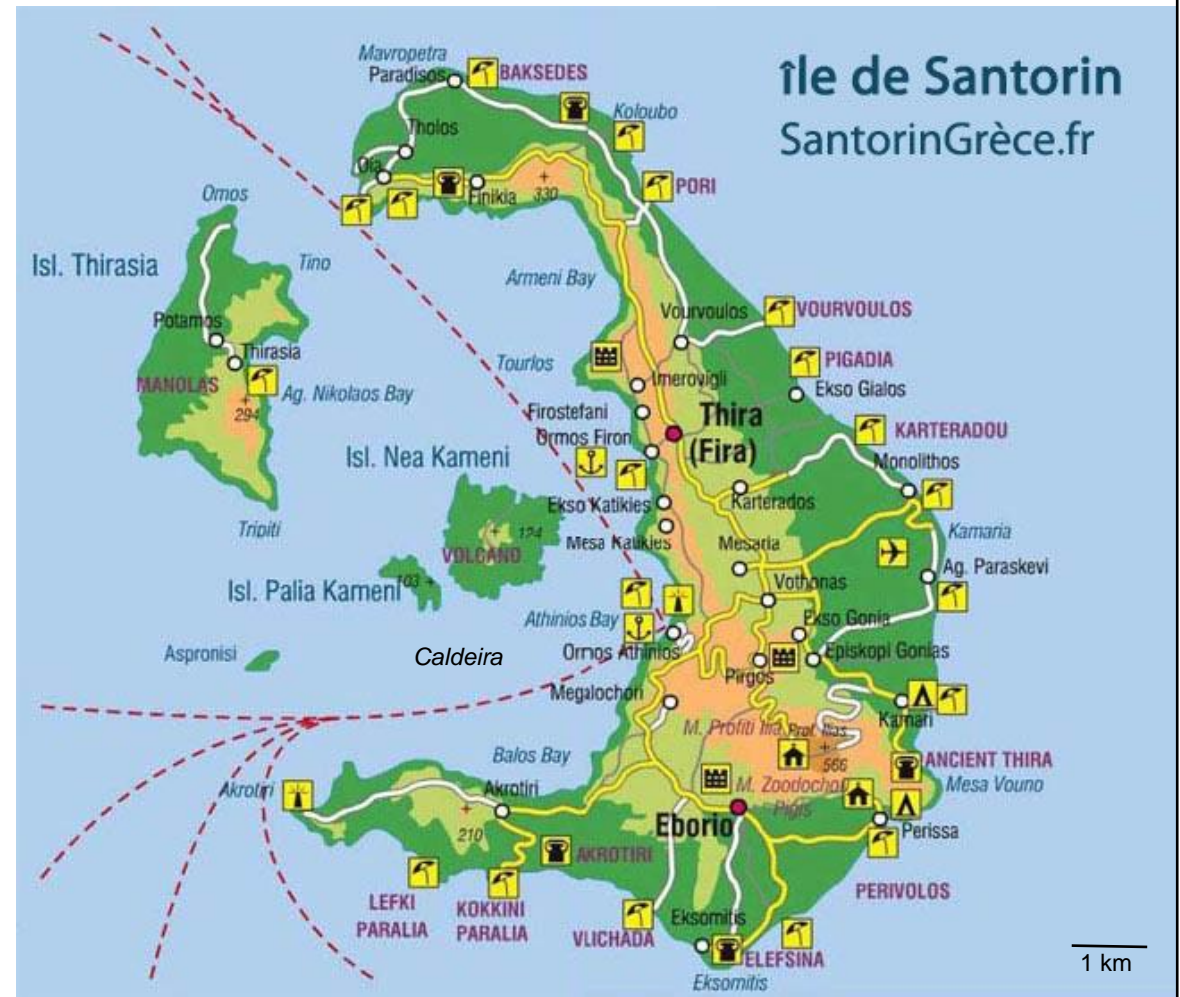 île de Santorin
SantorinGrèce.fr
Mavropetra
Paradisos
BAKSEDES
Koloubo
Tholos
Oia
Finikia
330
PORI
Omos
Isl. Thirasia
Tino
Armeni Bay
Potamos
Thirasia
MANOLAS
Ag. Nikolaos Bay
294
Vourvoulos
VOURVOULOS
Tourlos
PIGADIA
Imerovigli
Ekso Gialos
Firostefani
Thira
(Fira)
Ormos Firon
KARTERADOU
Isl. Nea Kameni
Monolithos
Ekso Katikies
Karterados
Tripiti
124
Mesa Katikies
Mesaria
Kamaria
VOLCANO
Isl. Palia Kameni
103
Vothonas
Ag. Paraskevi
Athinios Bay
Ekso Gonia
Aspronisi
Caldeira
Ormos Athinios
Episkopi Gonias
Pirgos
Megalochori
Kamari
M. Profiti Ilia
Prof. Ilias
566
Balos Bay
ANCIENT THIRA
Akrotiri
Akrotiri
M. Zoodochou
Pigis
Mesa Vouno
210
Eborio
Perissa
AKROTIRI
LEFKI
PARALIA
KOKKINI
PARALIA
PERIVOLOS
VLICHADA
Eksomitis
ELEFSINA
Eksomitis
1 km